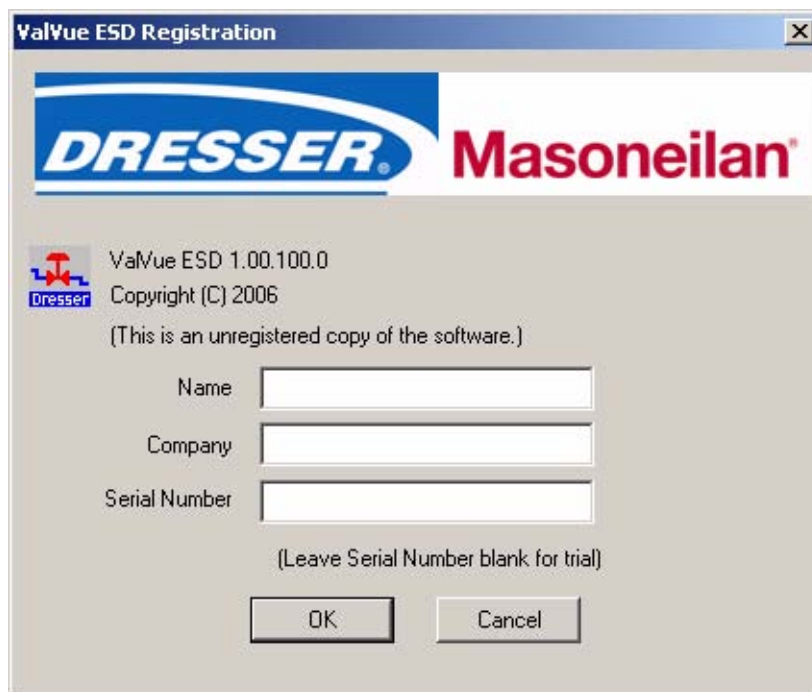 ValVue ESD Registration
DRESSER® Masoneilan®
ValVue ESD 1.00.100.0
Dresser
Copyright (C) 2006
(This is an unregistered copy of the software.)
Name
Company
Serial Number
(Leave Serial Number blank for trial)
OK Cancel